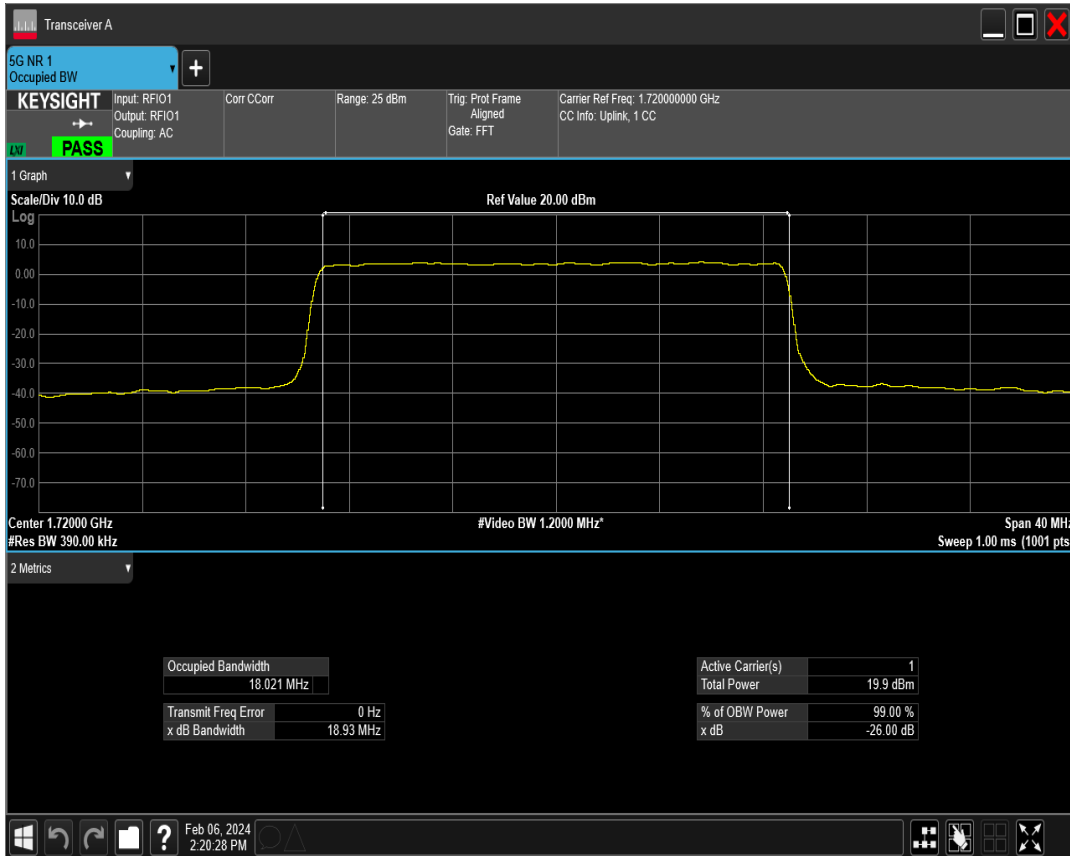 Transceiver A
5G NR 1
Occupied BW
KEYSIGHT
LXI
PASS
Input: RFIO1
Output: RFIO1
Coupling: AC
Corr CCorr
Range: 25 dBm
Trig: Prot Frame
Aligned
Gate: FFT
Carrier Ref Freq: 1.720000000 GHz
CC Info: Uplink, 1 CC
1 Graph
Scale/Div 10.0 dB
Ref Value 20.00 dBm
Log
10.0
0.00
-10.0
-20.0
-30.0
-40.0
-50.0
-60.0
-70.0
Center 1.72000 GHz
#Video BW 1.2000 MHz*
Span 40 MHz
#Res BW 390.00 kHz
Sweep 1.00 ms (1001 pts
2 Metrics
Occupied Bandwidth
18.021 MHz
Transmit Freq Error 0 Hz
x dB Bandwidth 18.93 MHz
Active Carrier(s) 1
Total Power 19.9 dBm
% of OBW Power 99.00 %
x dB -26.00 dB
?
Feb 06, 2024
2:20:28 PM